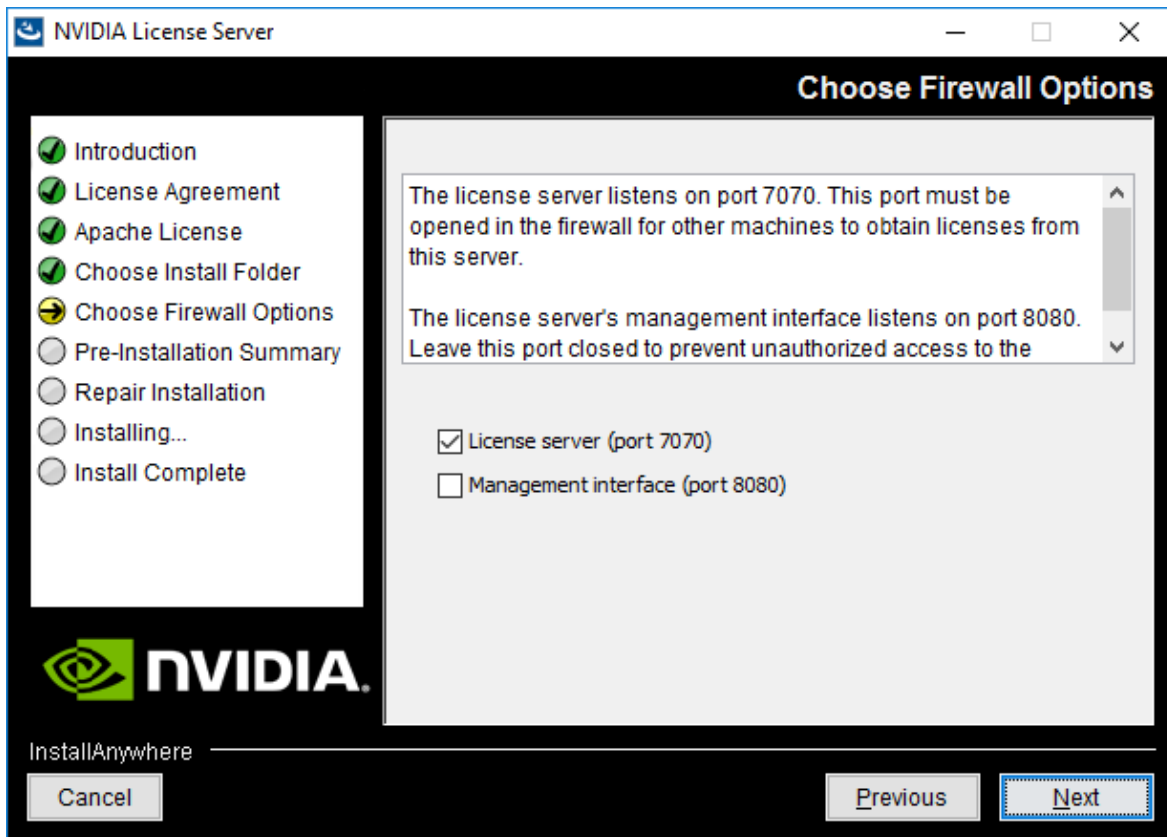 NVIDIA License Server
Choose Firewall Options
Introduction
License Agreement
Apache License
Choose Install Folder
Choose Firewall Options
Pre-Installation Summary
Repair Installation
Installing...
Install Complete
The license server listens on port 7070. This port must be
opened in the firewall for other machines to obtain licenses from
this server.
The license server's management interface listens on port 8080.
Leave this port closed to prevent unauthorized access to the
License server (port 7070)
Management interface (port 8080)
NVIDIA.
InstallAnywhere
Cancel
Previous
Next